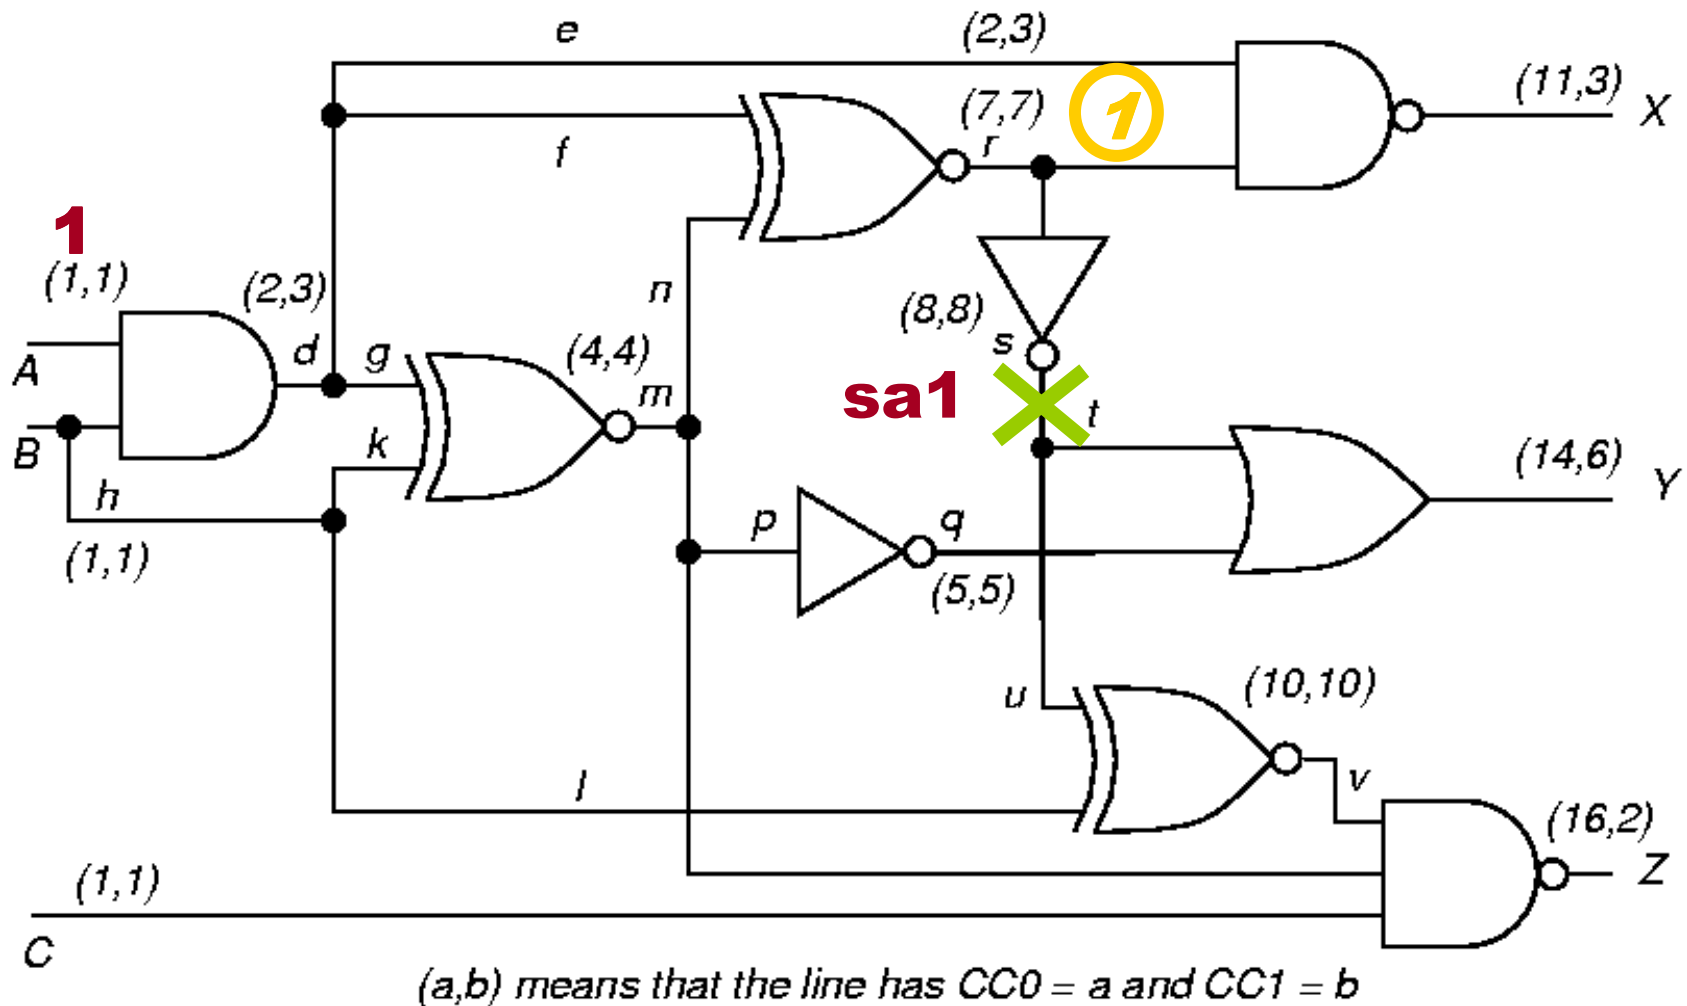 e (2,3)
(11,3) X
(7,7) 1
r
f
1
(1,1) (2,3)
n
(8,8) s
A d g (4,4)
m
sa1 t
B k
(14,6) Y
h
p q
(1,1)
(5,5)
u (10,10)
l v
(16,2) Z
(1,1)
C
(a,b) means that the line has CC0 = a and CC1 = b